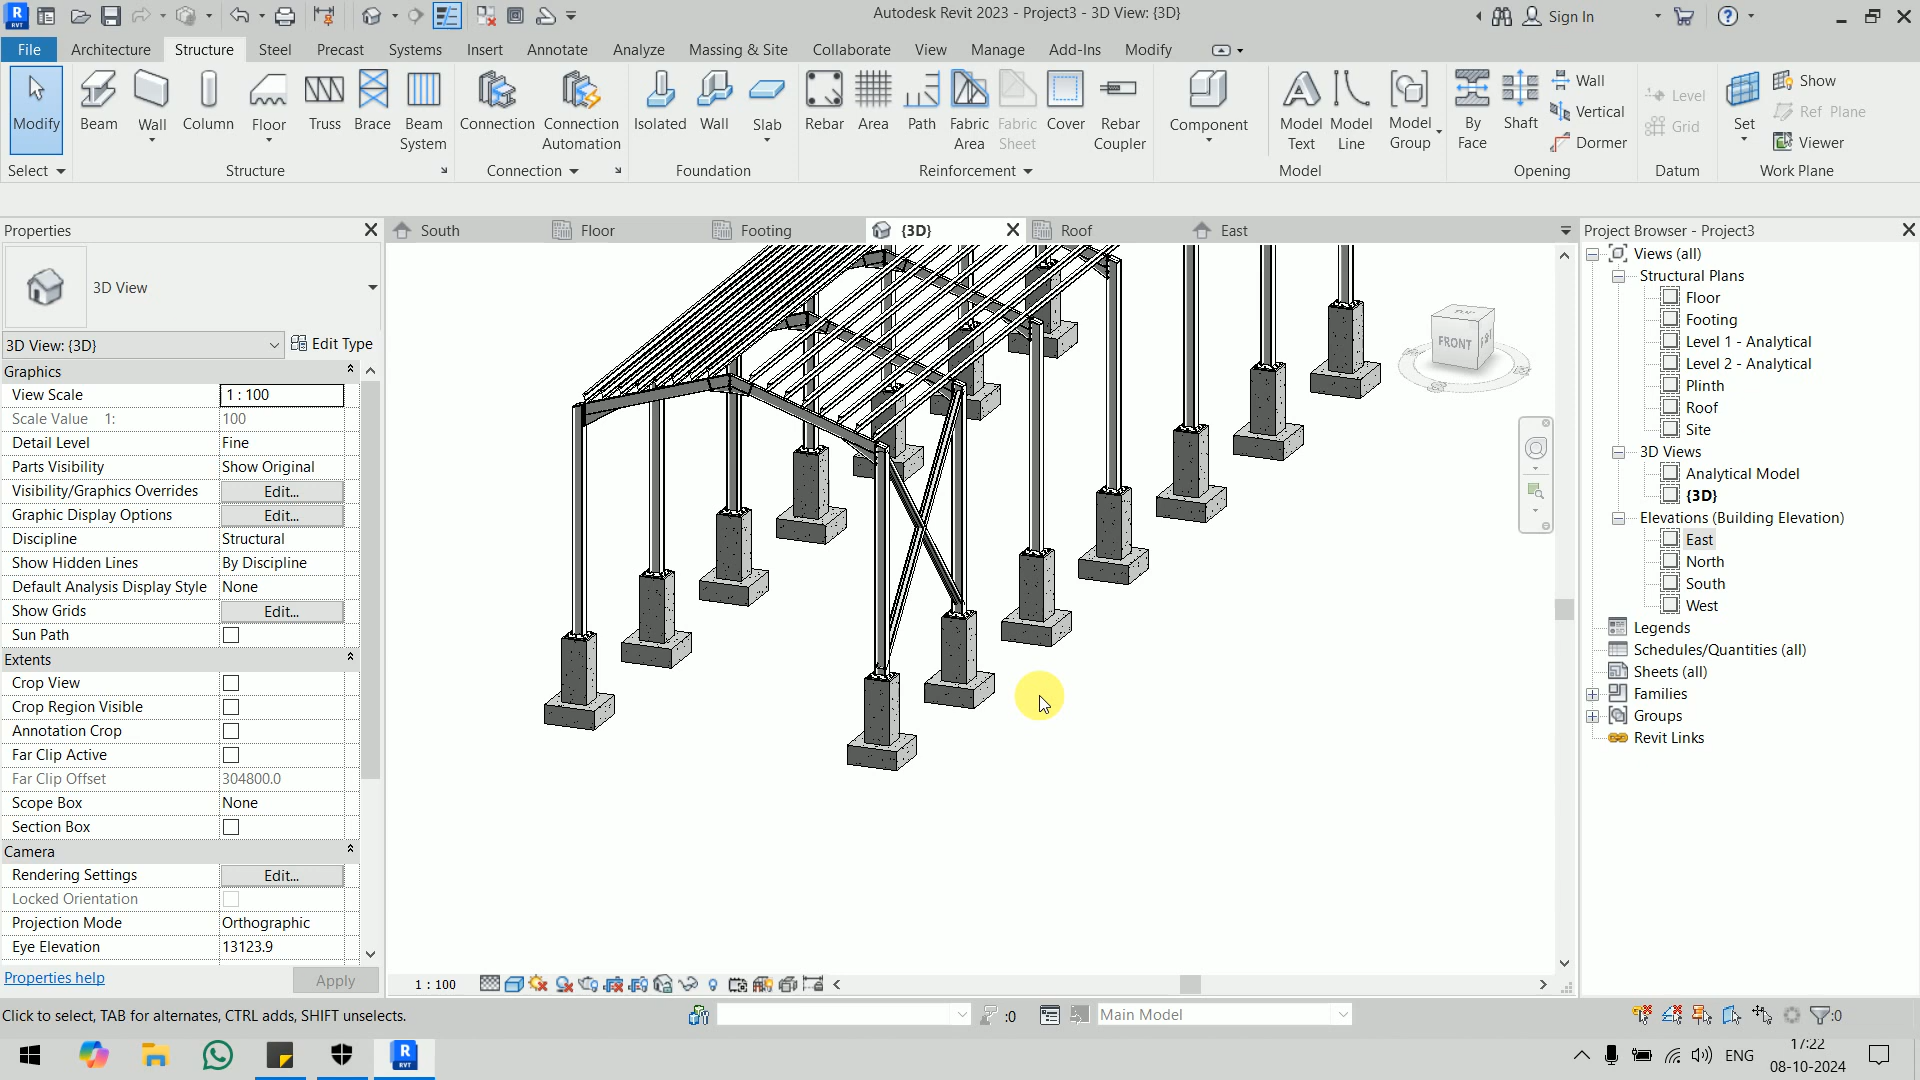 Autodesk Revit 2023 - Project3 - 3D View: {3D}
Sign In
File Architecture Structure Steel Precast Systems Insert Annotate Analyze Massing & Site Collaborate View Manage Add-Ins Modify
Modify Beam Wall Column Floor Truss Brace Beam System Connection Connection Automation Isolated Wall Slab Rebar Area Path Fabric Area Fabric Sheet Cover Rebar Coupler Component Model Text Model Line Model Group By Face Shaft Wall Vertical Dormer Level Grid Set Show Ref Plane Viewer
Select Structure Connection Foundation Reinforcement Model Opening Datum Work Plane
Properties
South Floor Footing {3D} Roof East
Project Browser - Project3
3D View
3D View: {3D}
Edit Type
Graphics
View Scale 1 : 100
Scale Value 1: 100
Detail Level Fine
Parts Visibility Show Original
Visibility/Graphics Overrides Edit...
Graphic Display Options Edit...
Discipline Structural
Show Hidden Lines By Discipline
Default Analysis Display Style None
Show Grids Edit...
Sun Path
Extents
Crop View
Crop Region Visible
Annotation Crop
Far Clip Active
Far Clip Offset 304800.0
Scope Box None
Section Box
Camera
Rendering Settings Edit...
Locked Orientation
Projection Mode Orthographic
Eye Elevation 13123.9
Properties help
Apply
FRONT
Views (all)
Structural Plans
Floor
Footing
Level 1 - Analytical
Level 2 - Analytical
Plinth
Roof
Site
3D Views
Analytical Model
{3D}
Elevations (Building Elevation)
East
North
South
West
Legends
Schedules/Quantities (all)
Sheets (all)
Families
Groups
Revit Links
1 : 100
Click to select, TAB for alternates, CTRL adds, SHIFT unselects.
:0
Main Model
:0
ENG
17:22
08-10-2024